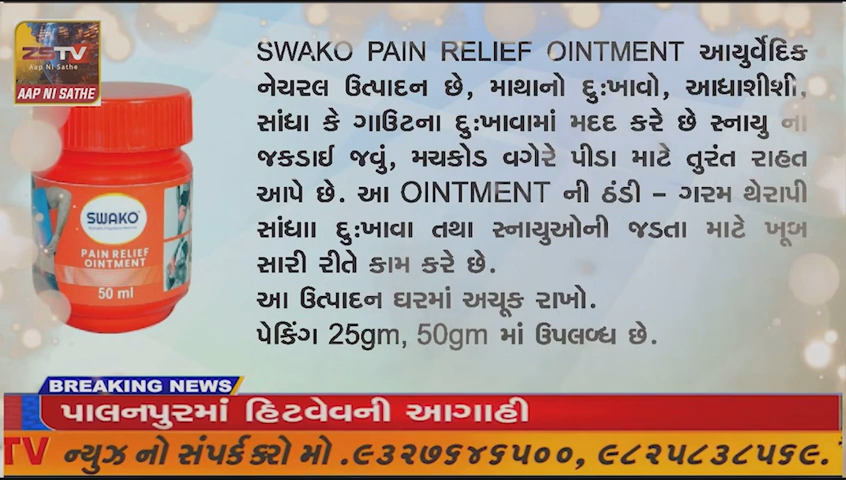 ZSTV
Aap Ni Sathe
AAP NI SATHE
SWAKO PAIN RELIEF OINTMENT આયુર્વેદિક
નેચરલ ઉત્પાદન છે, માથાનો દુઃખાવો, આધાશીશી,
સાંધા કે ગાઉટના દુઃખાવામાં મદદ કરે છે સ્નાયુ ના
જકડાઈ જવું, મચકોડ વગેરે પીડા માટે તુરંત રાહત
આપે છે. આ OINTMENT ની ઠંડી – ગરમ થેરાપી
સાંધાા દુઃખાવા તથા સ્નાયુઓની જડતા માટે ખૂબ
સારી રીતે કામ કરે છે.
આ ઉત્પાદન ઘરમાં અચૂક રાખો.
પેકિંગ 25gm, 50gm માં ઉપલબ્ધ છે.
SWAKO
PAIN RELIEF
OINTMENT
50 ml
BREAKING NEWS
પાલનપુરમાં હિટવેવની આગાહી
TV ન્યુઝ નો સંપર્ક કરો મો .૯૩૨૭૬૪૬૫૦૦, ૯૮૨૫૮૩૮૫૬૯.